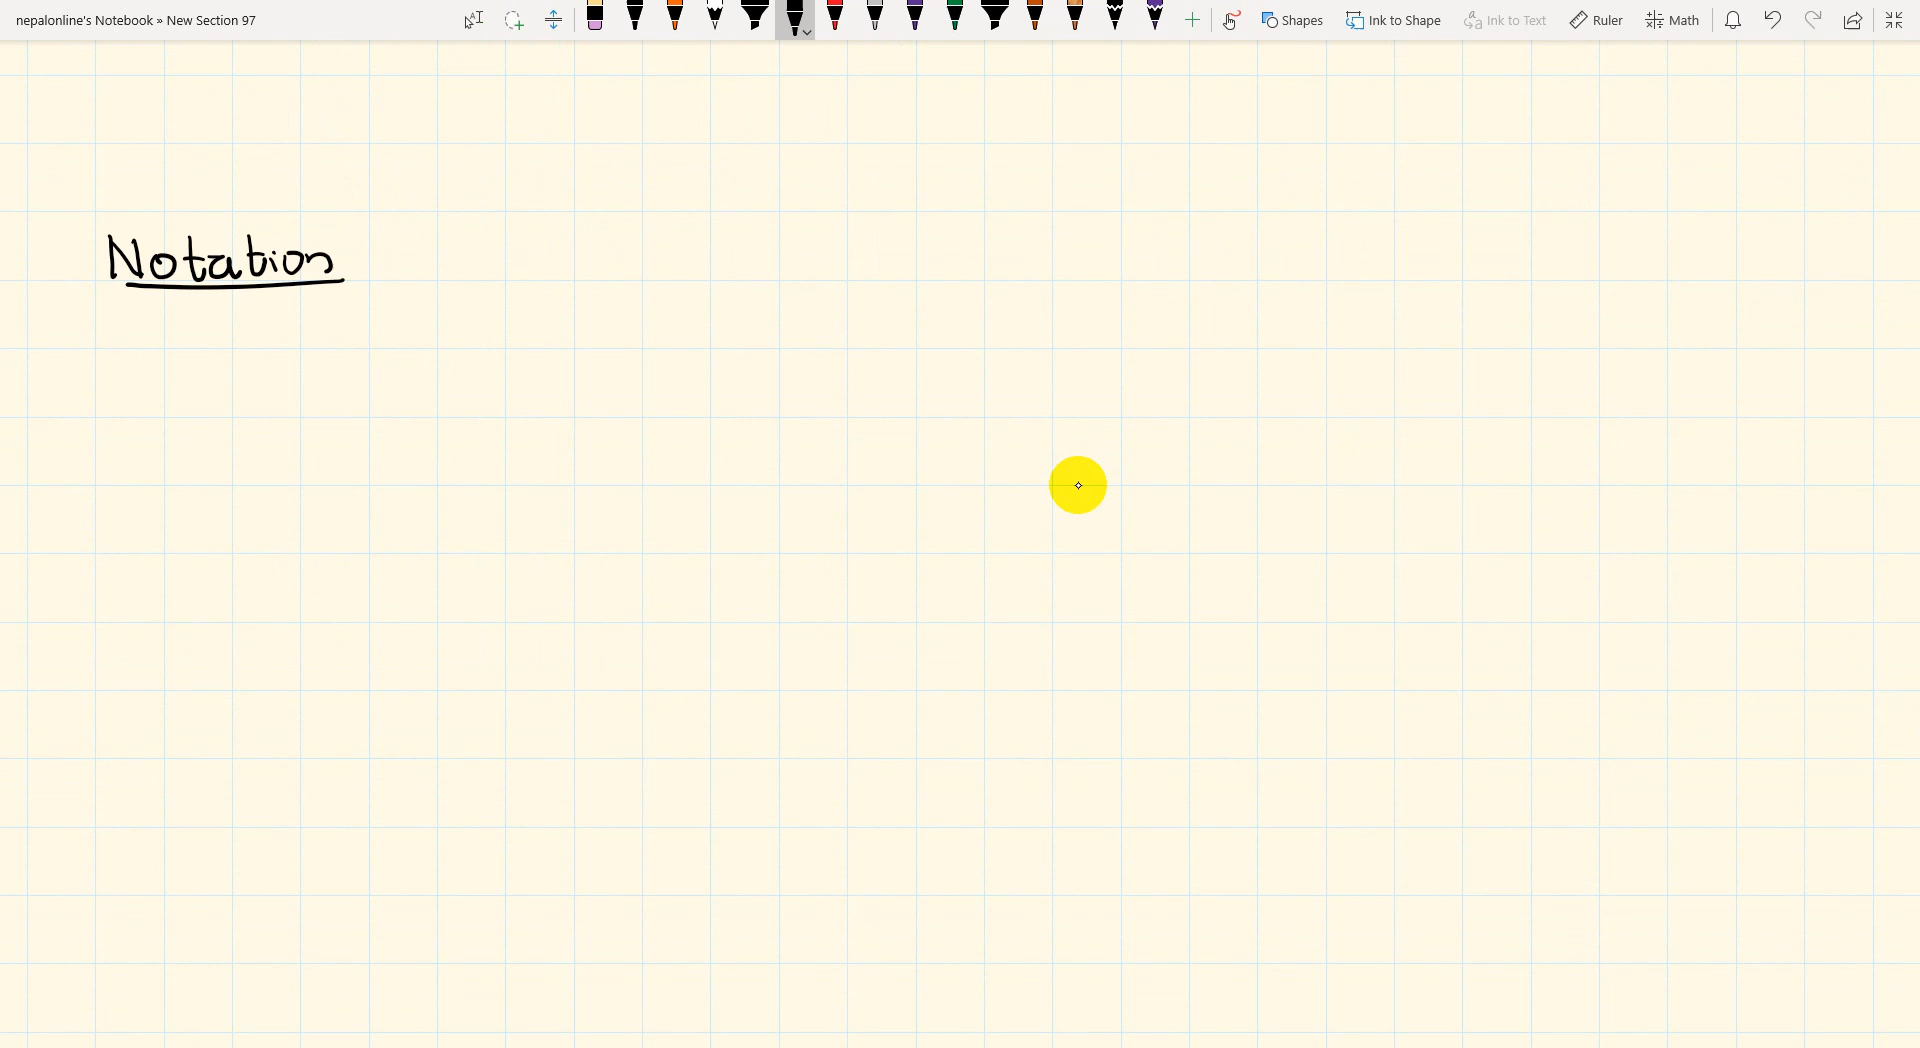 nepalonline's Notebook » New Section 97
Shapes
Ink to Shape
Ink to Text
Ruler
Math
Notation